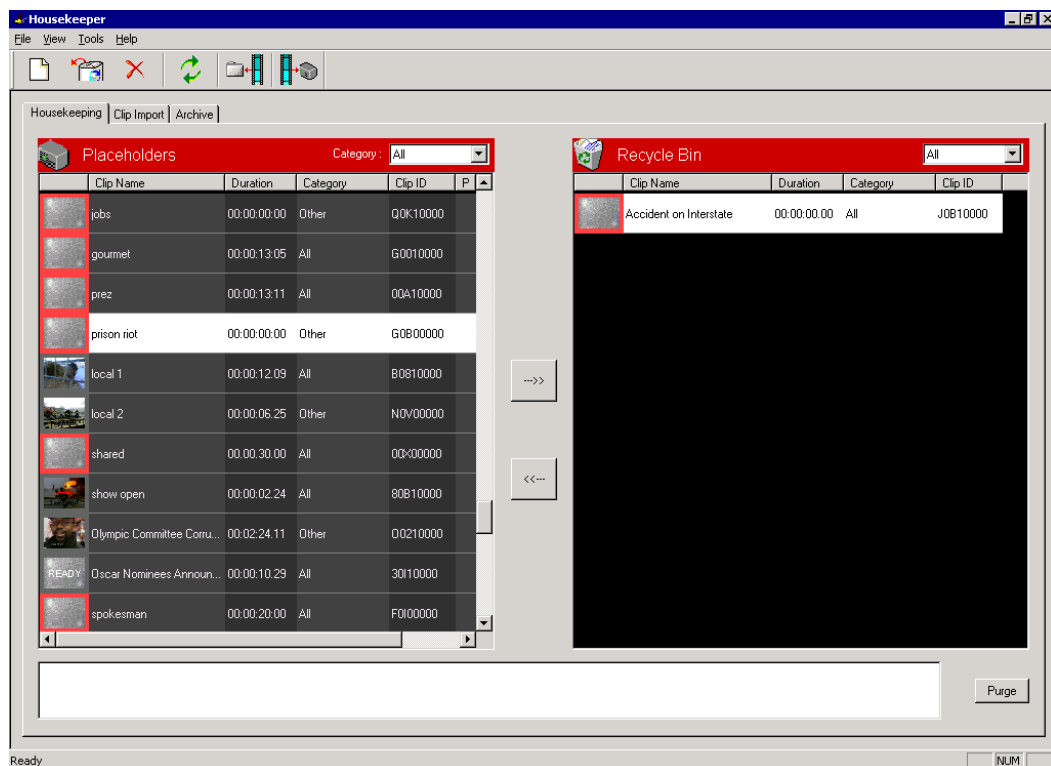 Housekeeper
File View Tools Help
Housekeeping Clip Import Archive
Placeholders Category : All
Clip Name Duration Category Clip ID P
jobs 00:00:00:00 Other Q0K10000
gourmet 00:00:13:05 All G0010000
prez 00:00:13:11 All 00A10000
prison riot 00:00:00:00 Other G0B00000
local 1 00:00:12.09 All B0810000
local 2 00:00:06.25 Other N0V00000
shared 00.00.30.00 All 00X00000
show open 00:00:02.24 All 80B10000
Olympic Committee Corru... 00:02:24.11 Other O0210000
READY Oscar Nominees Announ... 00:00:10.29 All 30I10000
spokesman 00:00:20:00 All F0I00000
--->>
<<---
Recycle Bin All
Clip Name Duration Category Clip ID
Accident on Interstate 00:00:00.00 All J0B10000
Purge
Ready NUM